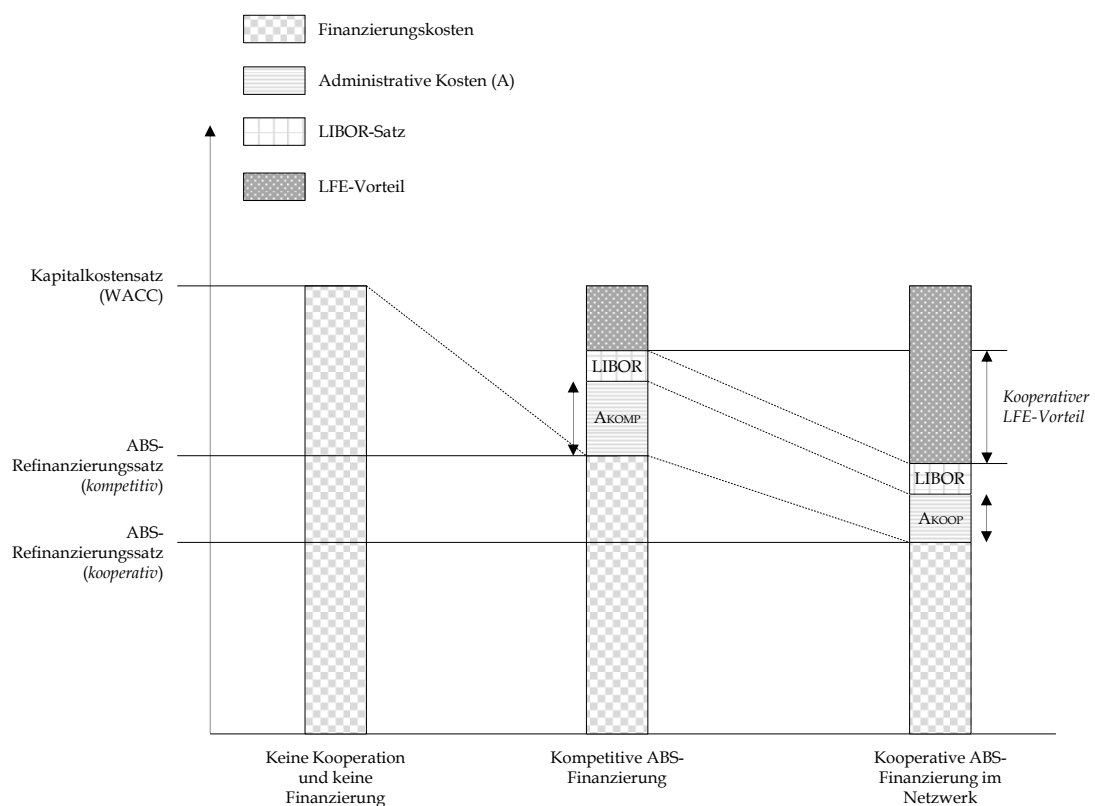 Finanzierungskosten
Administrative Kosten (A)
LIBOR-Satz
LFE-Vorteil
Kapitalkostensatz
(WACC)
LIBOR
LIBOR
AKOMP
AKOOP
Kooperativer
LFE-Vorteil
ABS-
Refinanzierungssatz
(kompetitiv)
ABS-
Refinanzierungssatz
(kooperativ)
Keine Kooperation
und keine
Finanzierung
Kompetitive ABS-
Finanzierung
Kooperative ABS-
Finanzierung im
Netzwerk